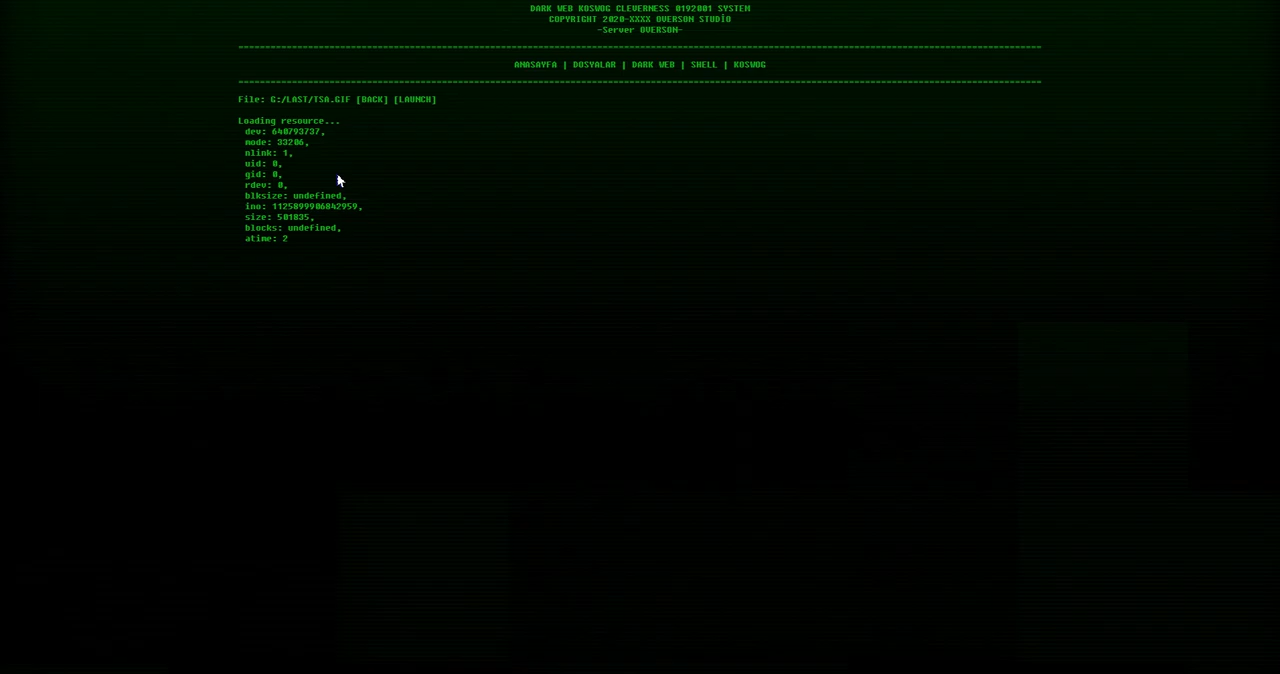 DARK WEB KOSWOG CLEVERNESS 0192001 SYSTEM
COPYRIGHT 2020-XXXX OVERSON STUDİO
-Server OVERSON-
ANASAYFA | DOSYALAR | DARK WEB | SHELL | KOSWOG
File: G:/LAST/TSA.GIF [BACK] [LAUNCH]
Loading resource...
dev: 640793737,
mode: 33206,
nlink: 1,
uid: 0,
gid: 0,
rdev: 0,
blksize: undefined,
ino: 1125899906842959,
size: 501835,
blocks: undefined,
atime: 2